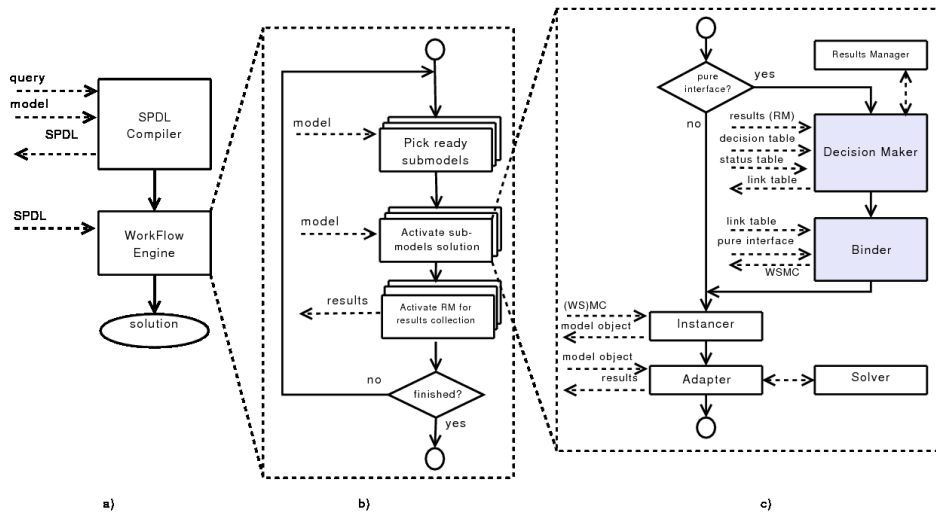 query
model
SPDL
SPDL
Compiler
SPDL
WorkFlow
Engine
solution
a)
model
Pick ready
submodels
model
Activate sub-
models solution
results
Activate RM for
results collection
no
finished?
yes
b)
pure
interface?
yes
no
Results Manager
results (RM)
decision table
status table
link table
Decision Maker
link table
pure interface
WSMC
Binder
(WS)MC
model object
Instancer
model object
results
Adapter
Solver
c)